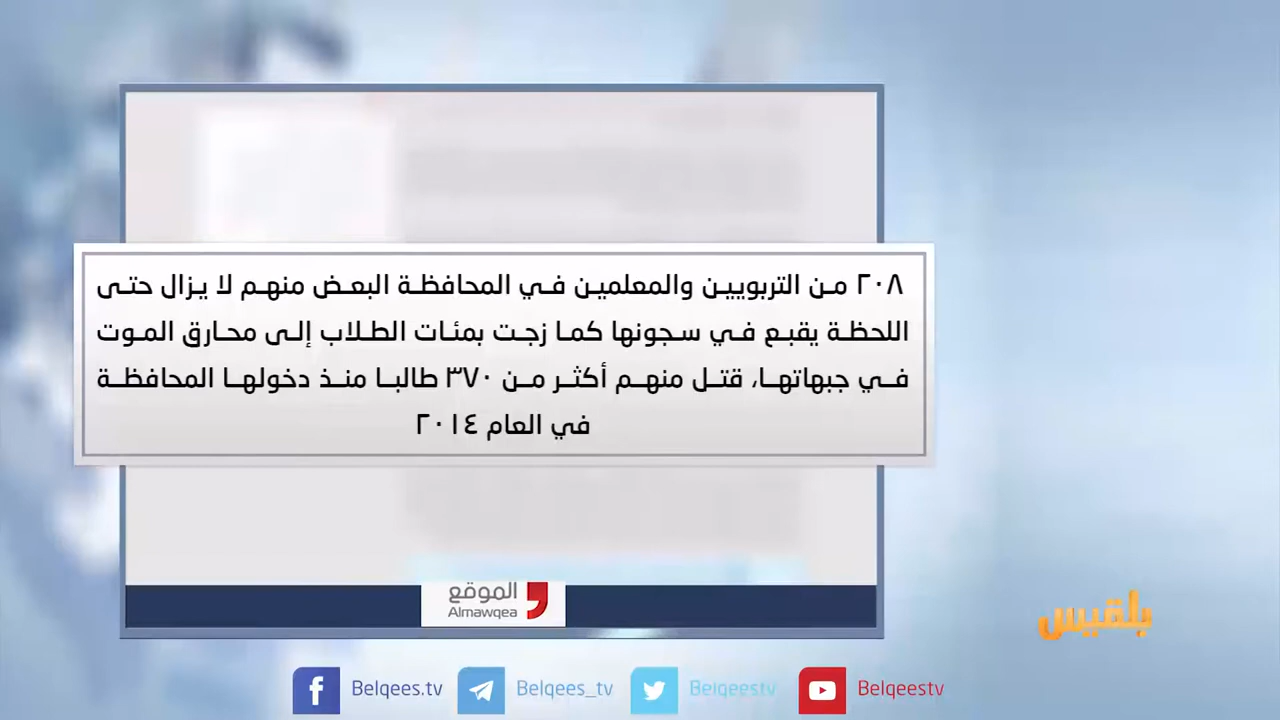 ٢٠٨ من التربويين والمعلمين في المحافظة البعض منهم لا يزال حتى
اللحظة يقبع في سجونها كما زجت بمئات الطلاب إلى محارق الموت
في جبهاتها، قتل منهم أكثر من ٣٧٠ طالبا منذ دخولها المحافظة
في العام ٢٠١٤
الموقع
Almawqea
بلقيس
Belqees.tv
Belqees_tv
Belqeestv
Belqeestv